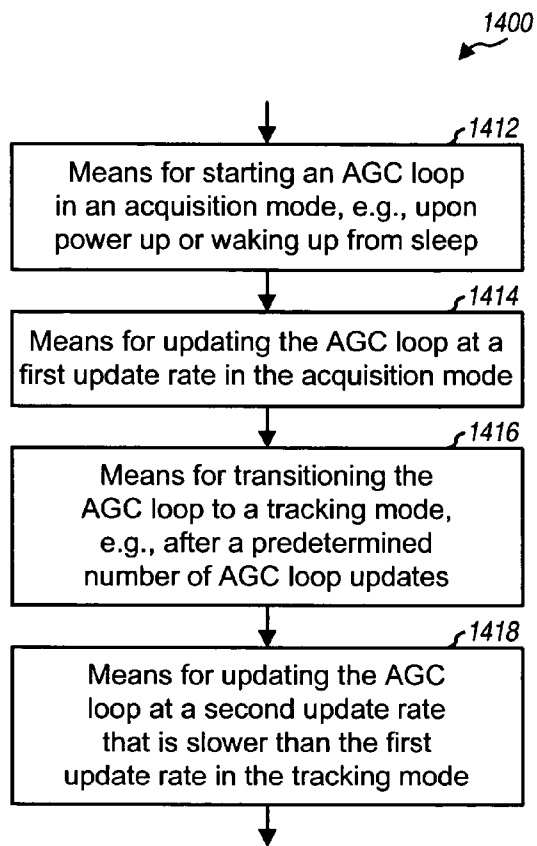 1400
1412
Means for starting an AGC loop
in an acquisition mode, e.g., upon
power up or waking up from sleep
1414
Means for updating the AGC loop at a
first update rate in the acquisition mode
1416
Means for transitioning the
AGC loop to a tracking mode,
e.g., after a predetermined
number of AGC loop updates
1418
Means for updating the AGC
loop at a second update rate
that is slower than the first
update rate in the tracking mode